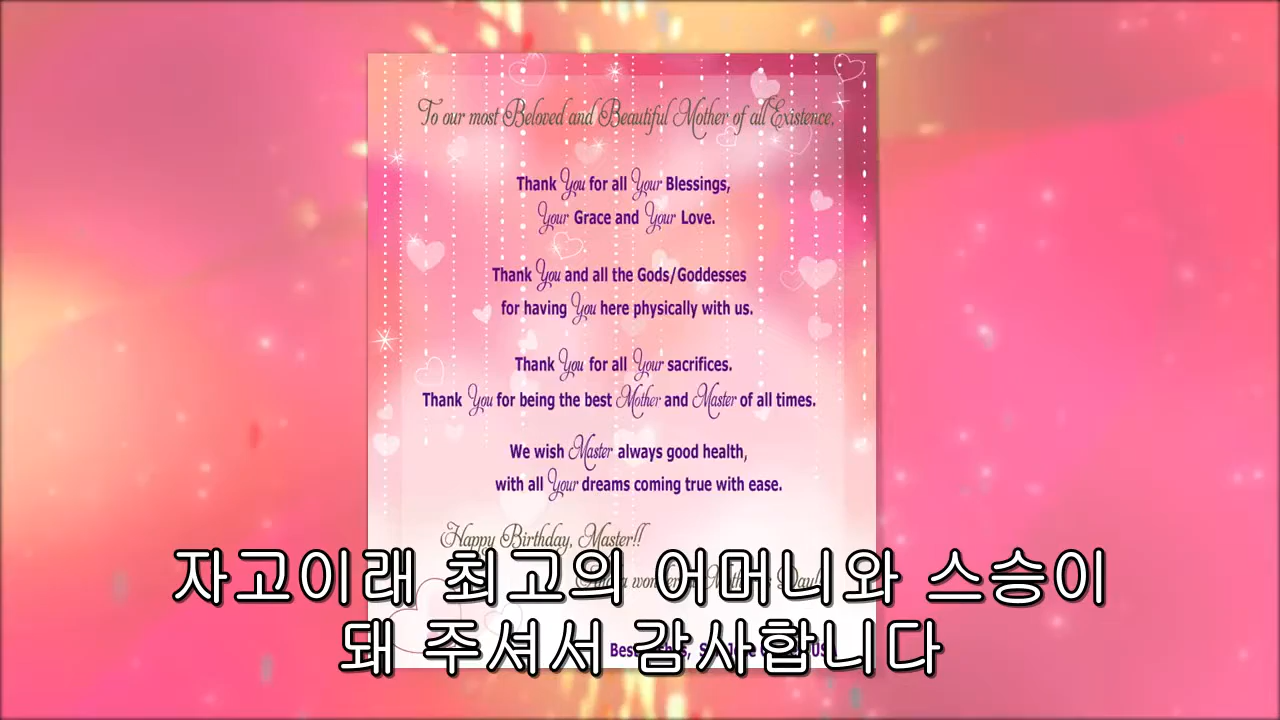 To our most Beloved and Beautiful Mother of all Existence,
Thank You for all Your Blessings,
Your Grace and Your Love.
Thank You and all the Gods/Goddesses
for having You here physically with us.
Thank You for all Your sacrifices.
Thank You for being the best Mother and Master of all times.
We wish Master always good health,
with all Your dreams coming true with ease.
Happy Birthday, Master!!
자고이래 최고의 어머니와 스승이
돼 주셔서 감사합니다